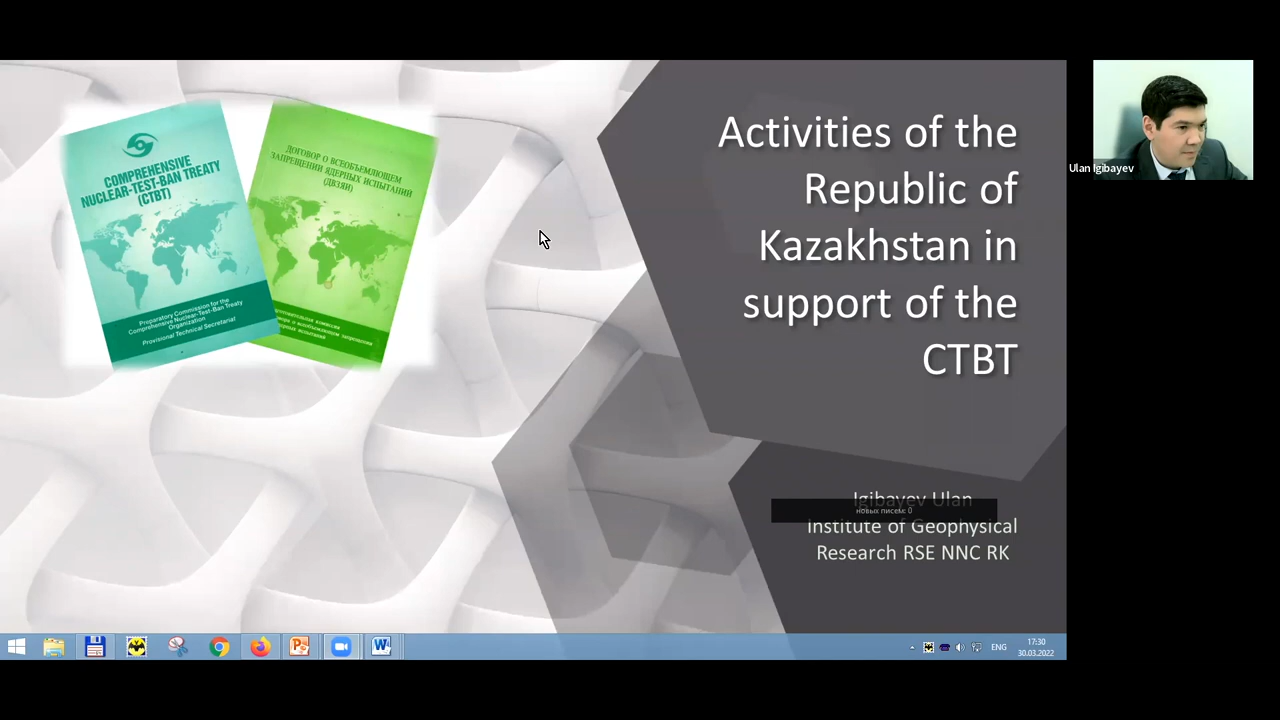 COMPREHENSIVE
NUCLEAR-TEST-BAN TREATY
(CTBT)
Preparatory Commission for the
Comprehensive Nuclear-Test-Ban Treaty
Organization
Provisional Technical Secretariat
ДОГОВОР О ВСЕОБЪЕМЛЮЩЕМ
ЗАПРЕЩЕНИИ ЯДЕРНЫХ ИСПЫТАНИЙ
(ДВЗЯИ)
Activities of the
Republic of
Kazakhstan in
support of the
CTBT
Igibayev Ulan
новых писем: 0
Institute of Geophysical
Research RSE NNC RK
Ulan Igibayev
ENG
17:30
30.03.2022